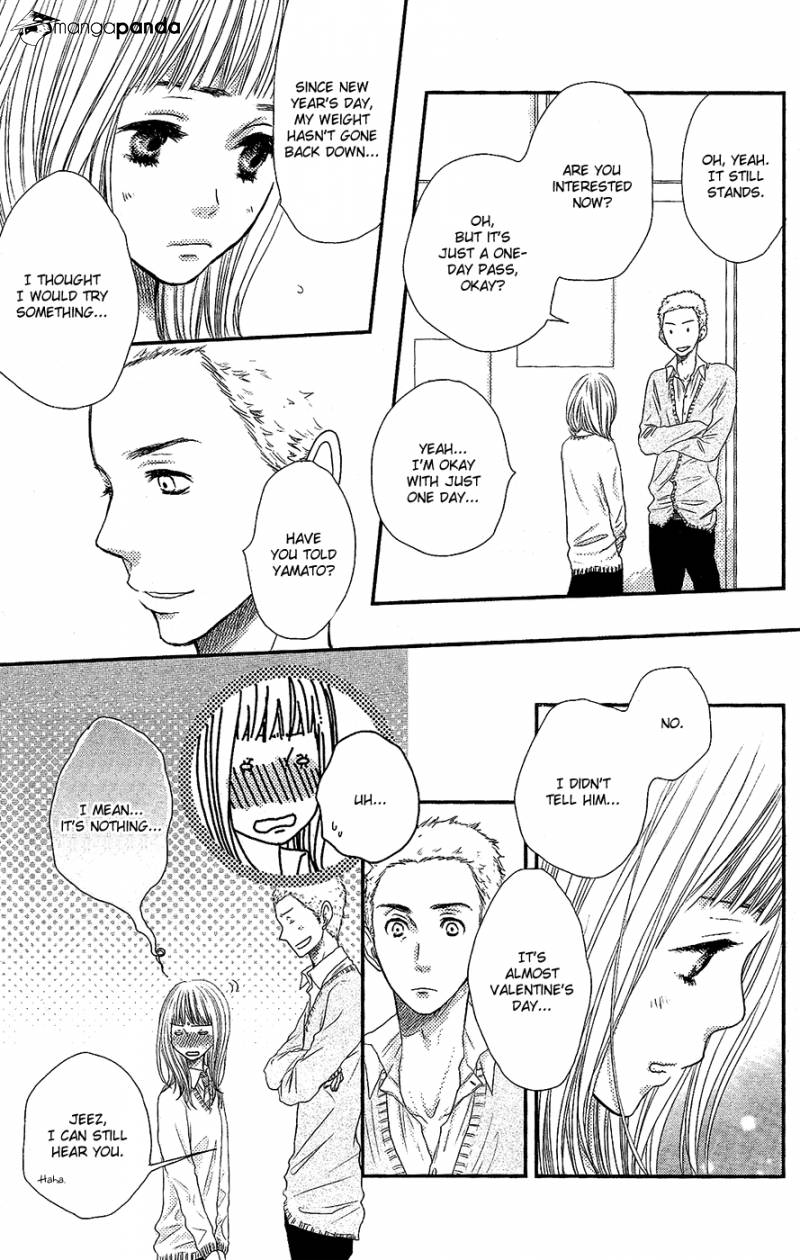 mangapanda
OH, YEAH.
IT STILL
STANDS.
ARE YOU
INTERESTED
NOW?
OH,
BUT IT'S
JUST A ONE-
DAY PASS,
OKAY?
YEAH...
I'M OKAY
WITH JUST
ONE DAY...
SINCE NEW
YEAR'S DAY,
MY WEIGHT
HASN'T GONE
BACK DOWN...
I THOUGHT
I WOULD TRY
SOMETHING...
HAVE
YOU TOLD
YAMATO?
NO.
I DIDN'T
TELL HIM...
IT'S
ALMOST
VALENTINE'S
DAY...
UH...
I MEAN...
IT'S NOTHING...
JEEZ,
I CAN STILL
HEAR YOU.
Haha.